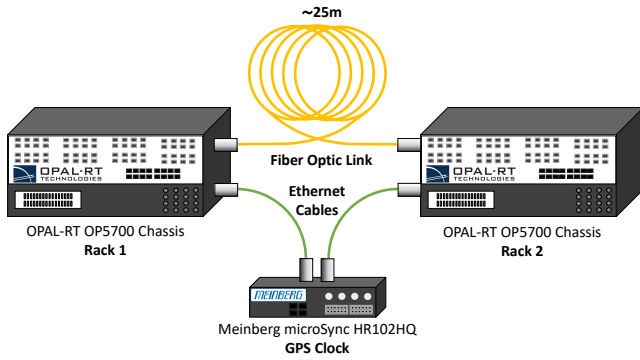 ~25m
OPAL-RT
TECHNOLOGIES
OPAL-RT
TECHNOLOGIES
Fiber Optic Link
Ethernet
Cables
OPAL-RT OP5700 Chassis
Rack 1
OPAL-RT OP5700 Chassis
Rack 2
MEINBERG
Meinberg microSync HR102HQ
GPS Clock